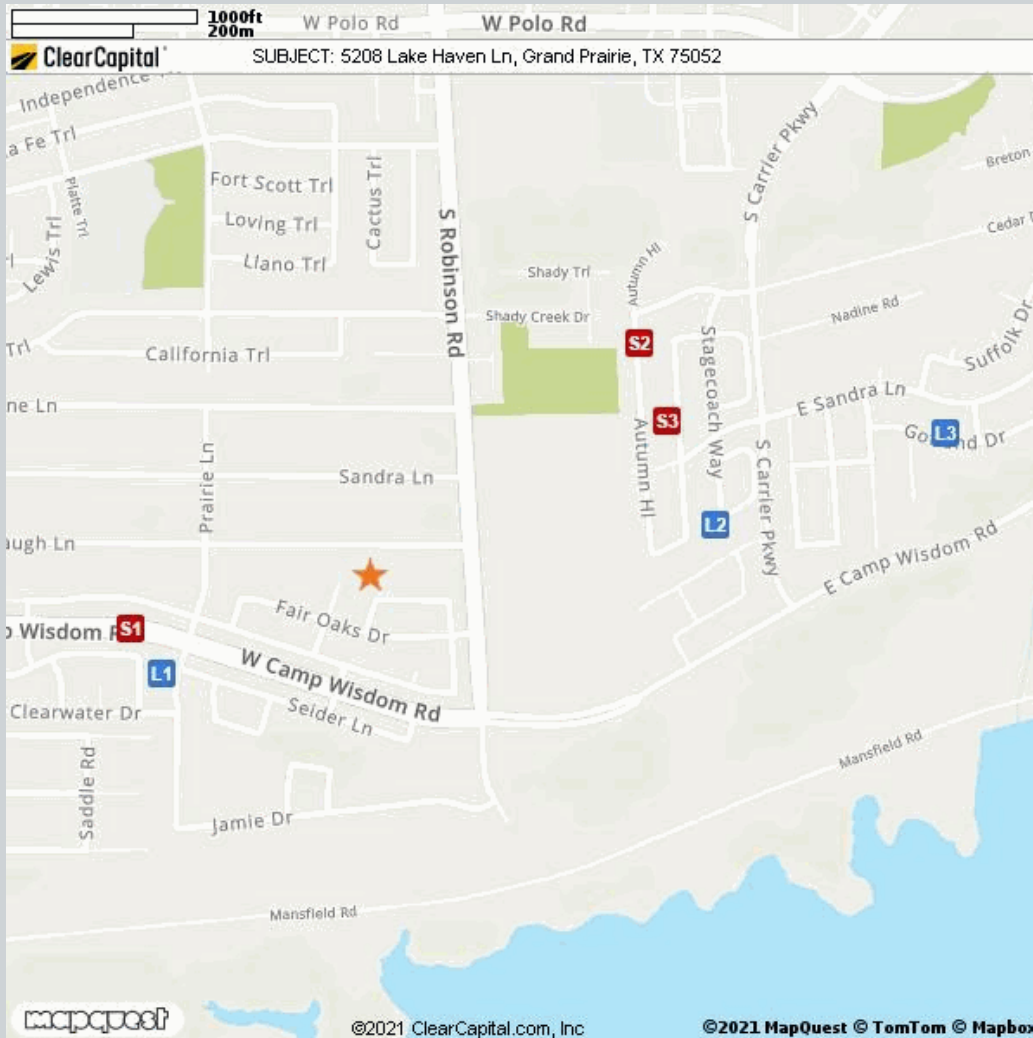 1000ft
200m
W Polo Rd
W Polo Rd
ClearCapital
SUBJECT: 5208 Lake Haven Ln, Grand Prairie, TX 75052
Independence
a Fe Trl
Platte Trl
Lewis Trl
Fort Scott Trl
Loving Trl
Llano Trl
Cactus Trl
S Robinson Rd
S Carrier Pkwy
Breton
Cedar
Shady Trl
Autumn Hl
Shady Creek Dr
Nadine Rd
Suffolk Dr
Trl
California Trl
S2
Stagecoach Way
E Sandra Ln
ne Ln
S3
L3
Autumn Hl
S Carrier Pkwy
Prairie Ln
Sandra Ln
L2
augh Ln
E Camp Wisdom Rd
Fair Oaks Dr
Wisdom
S1
L1
W Camp Wisdom Rd
Clearwater Dr
Seider Ln
Saddle Rd
Mansfield Rd
Jamie Dr
Mansfield Rd
mapquest
©2021 ClearCapital.com, Inc
©2021 MapQuest © TomTom © Mapbox